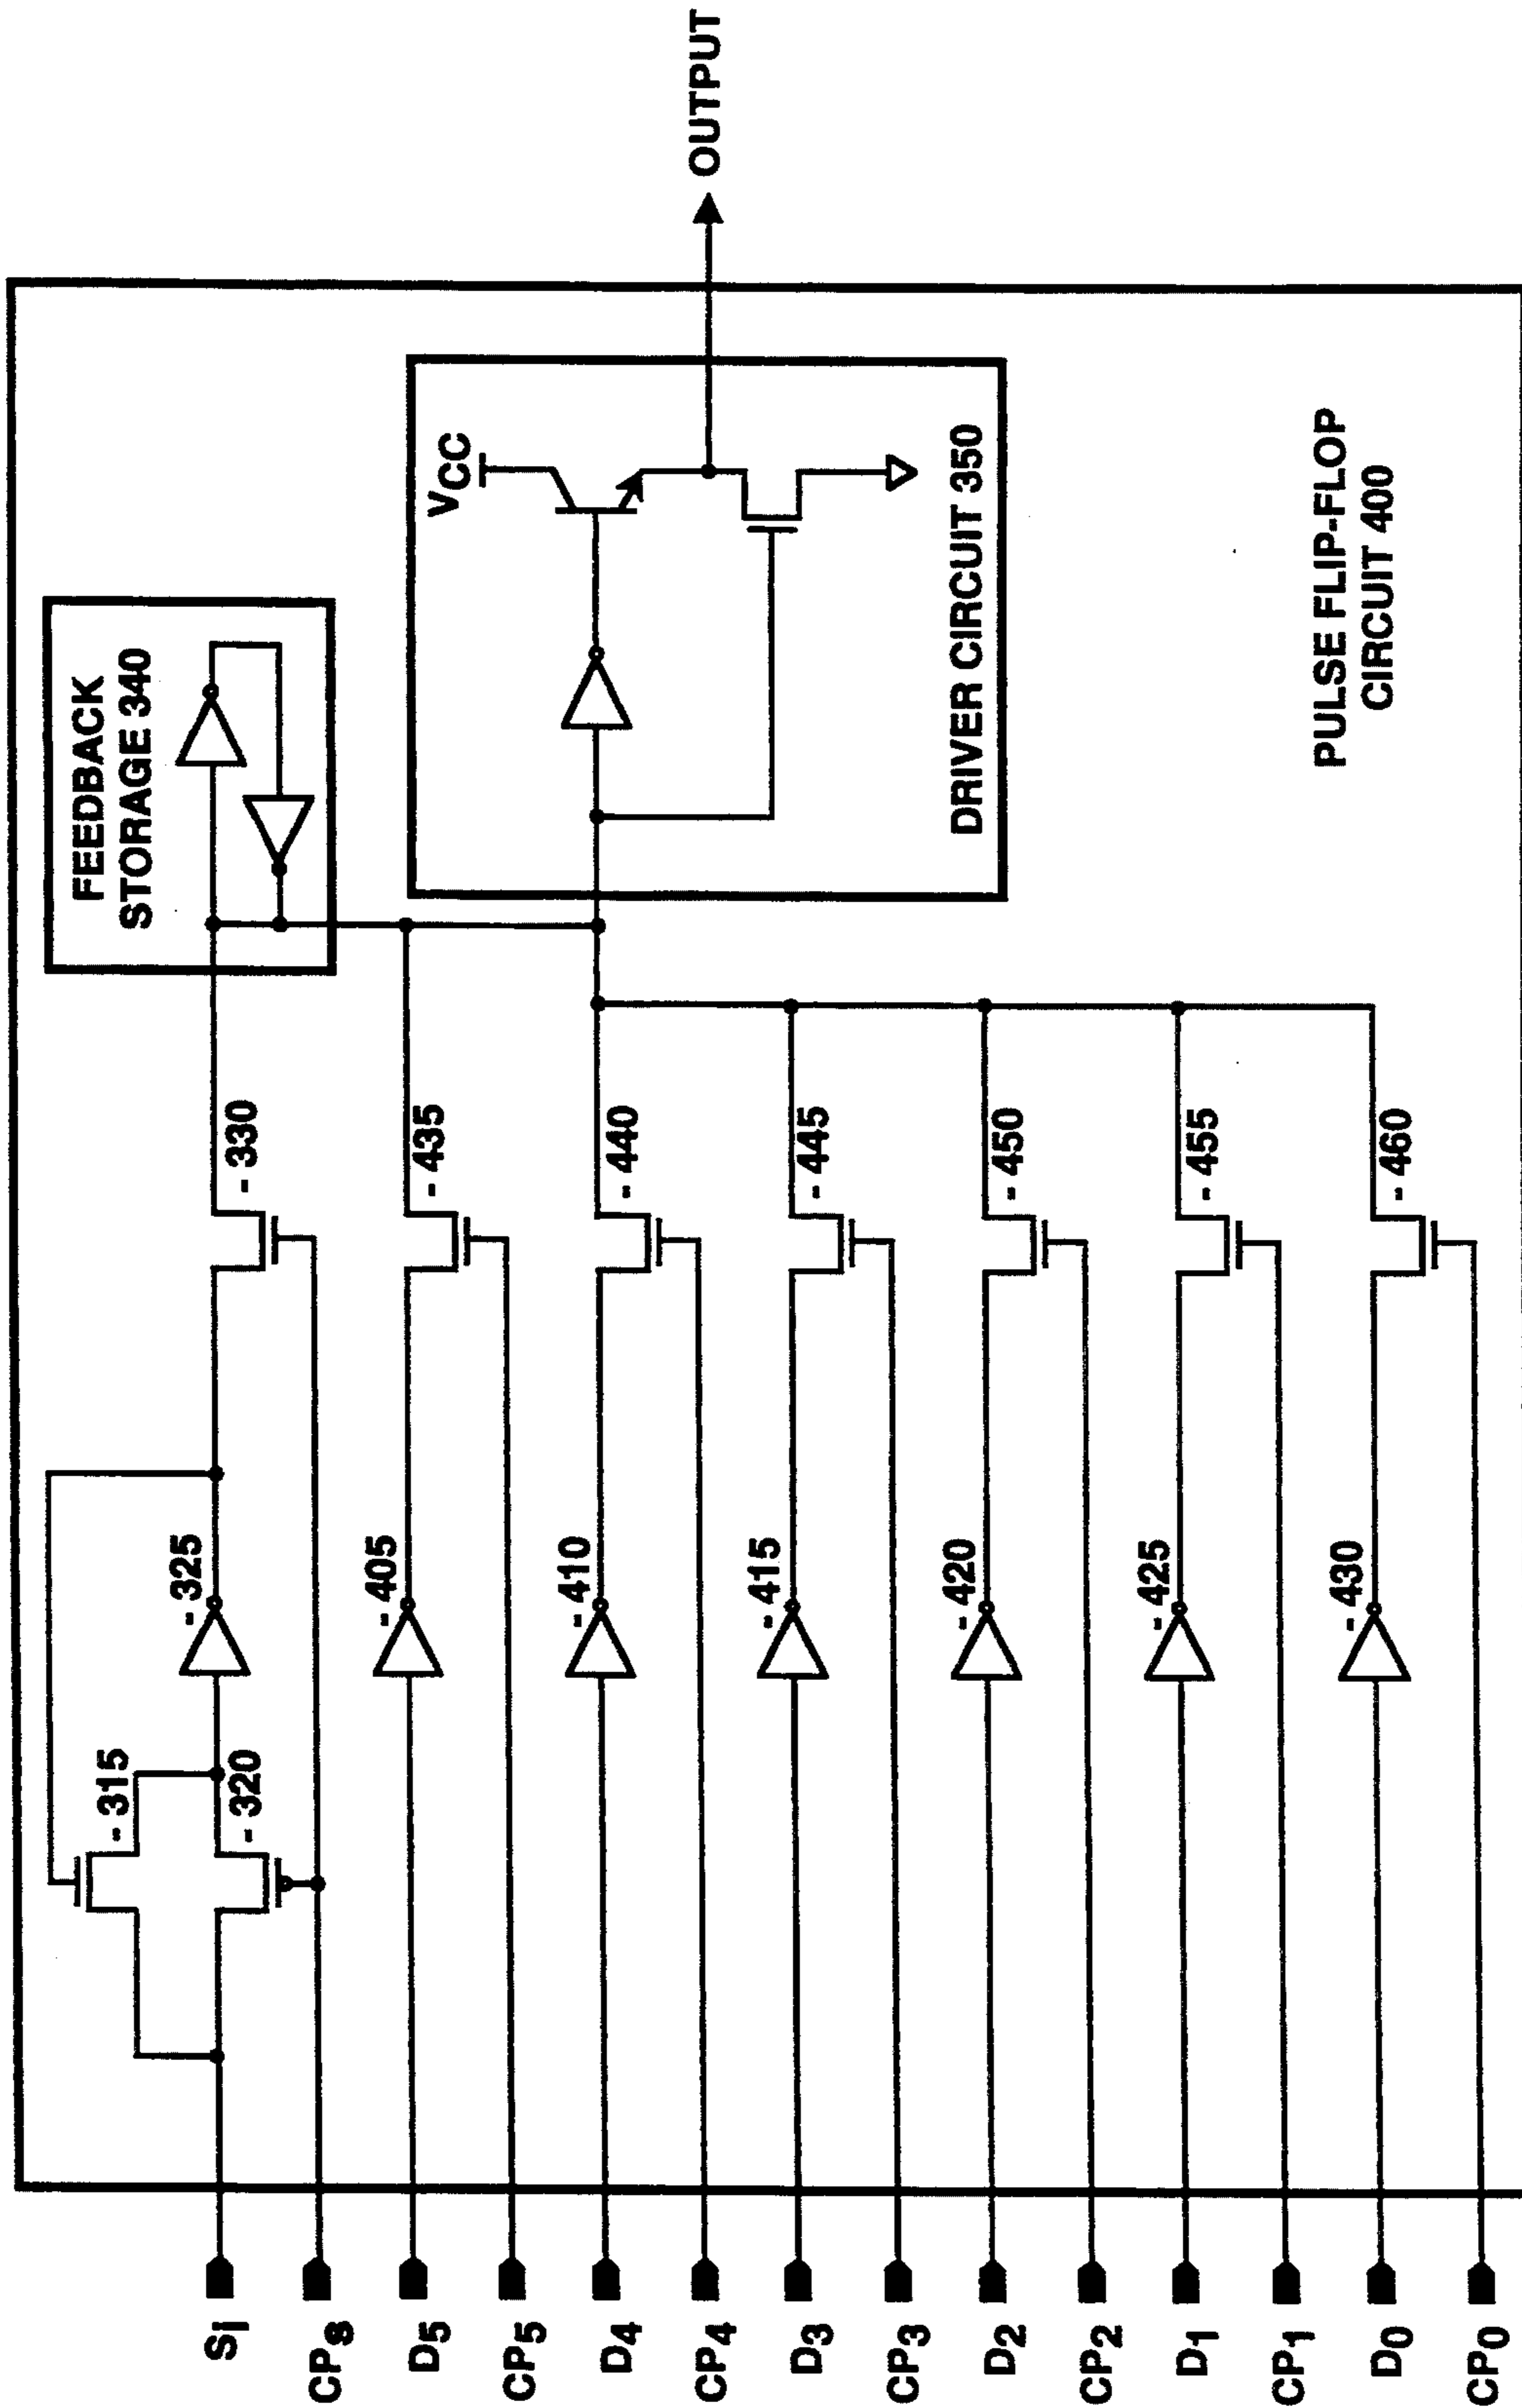 FEEDBACK
STORAGE 340
- 315
- 320
- 325
- 330
VCC
OUTPUT
DRIVER CIRCUIT 350
- 405
- 435
- 410
- 440
- 415
- 445
- 420
- 450
- 425
- 455
- 430
- 460
PULSE FLIP-FLOP
CIRCUIT 400
Si
CPs
D5
CP5
D4
CP4
D3
CP3
D2
CP2
D1
CP1
D0
CP0